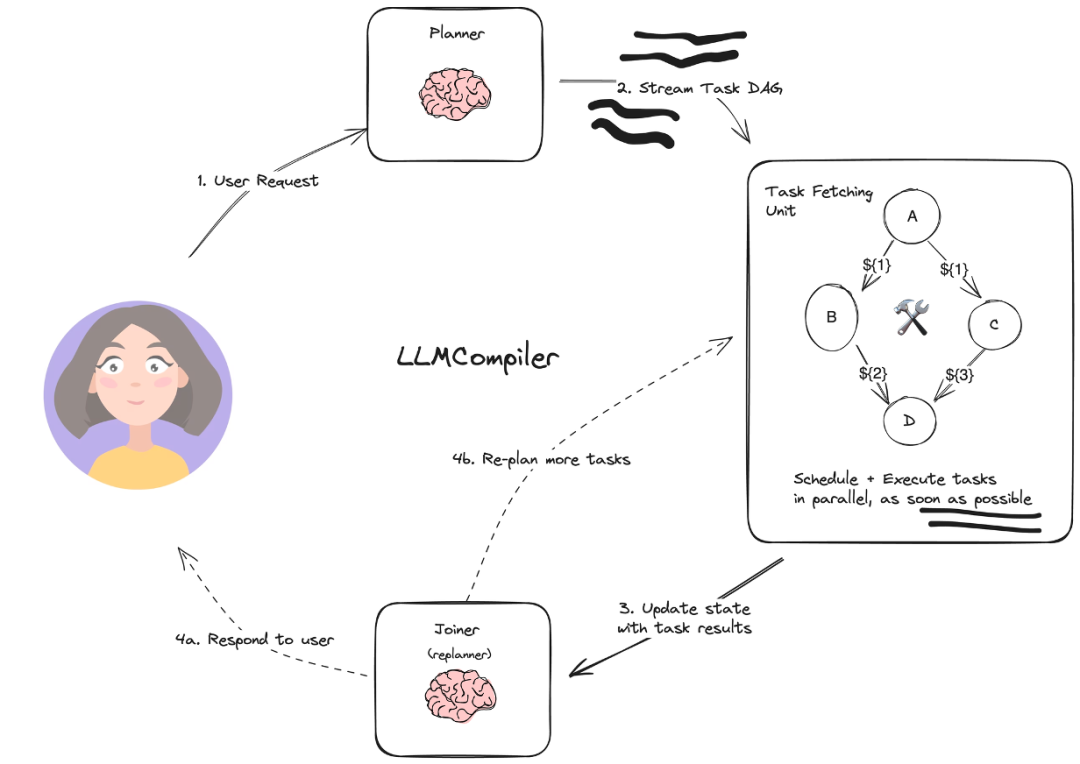 Planner
2. Stream Task DAG,
1. User Request
Task Fetching
Unit
A
${1}
${1}
B
C
${2}
${3}
D
Schedule + Execute tasks
in parallel, as soon as possible
LLMCompiler
4b. Re-plan more tasks
3. Update state
with task results
Joiner
(replanner)
4a. Respond to user